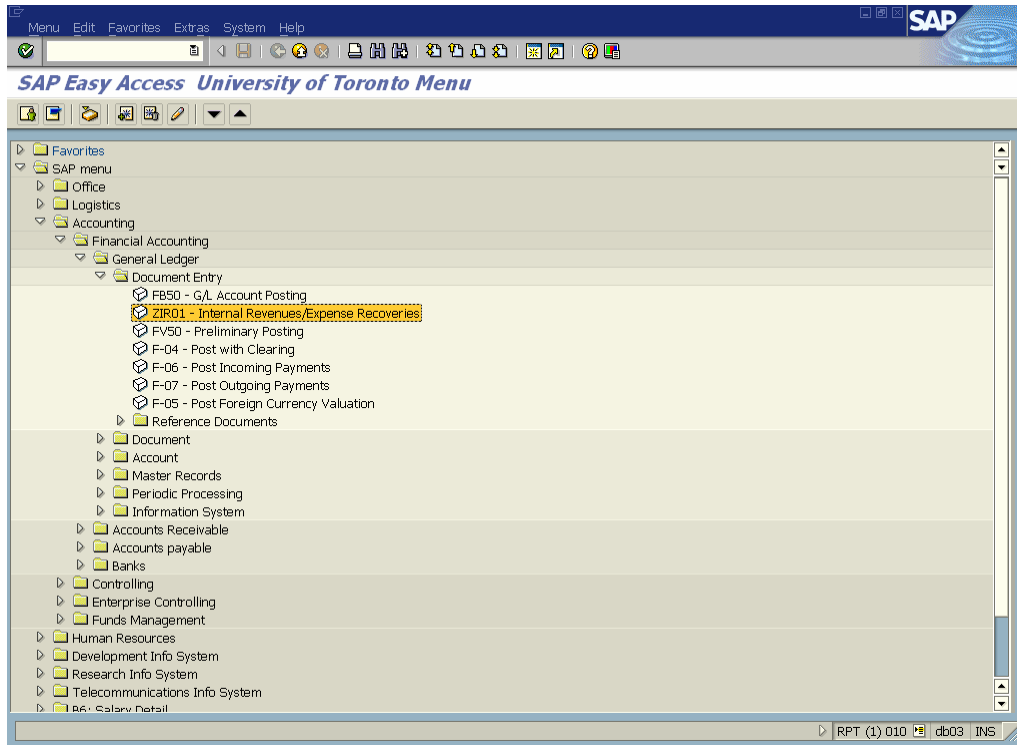 Menu Edit Favorites Extras System Help
SAP
SAP Easy Access University of Toronto Menu
Favorites
SAP menu
Office
Logistics
Accounting
Financial Accounting
General Ledger
Document Entry
FB50 - G/L Account Posting
ZIR01 - Internal Revenues/Expense Recoveries
FV50 - Preliminary Posting
F-04 - Post with Clearing
F-06 - Post Incoming Payments
F-07 - Post Outgoing Payments
F-05 - Post Foreign Currency Valuation
Reference Documents
Document
Account
Master Records
Periodic Processing
Information System
Accounts Receivable
Accounts payable
Banks
Controlling
Enterprise Controlling
Funds Management
Human Resources
Development Info System
Research Info System
Telecommunications Info System
B6: Salary Detail
RPT (1) 010 db03 INS